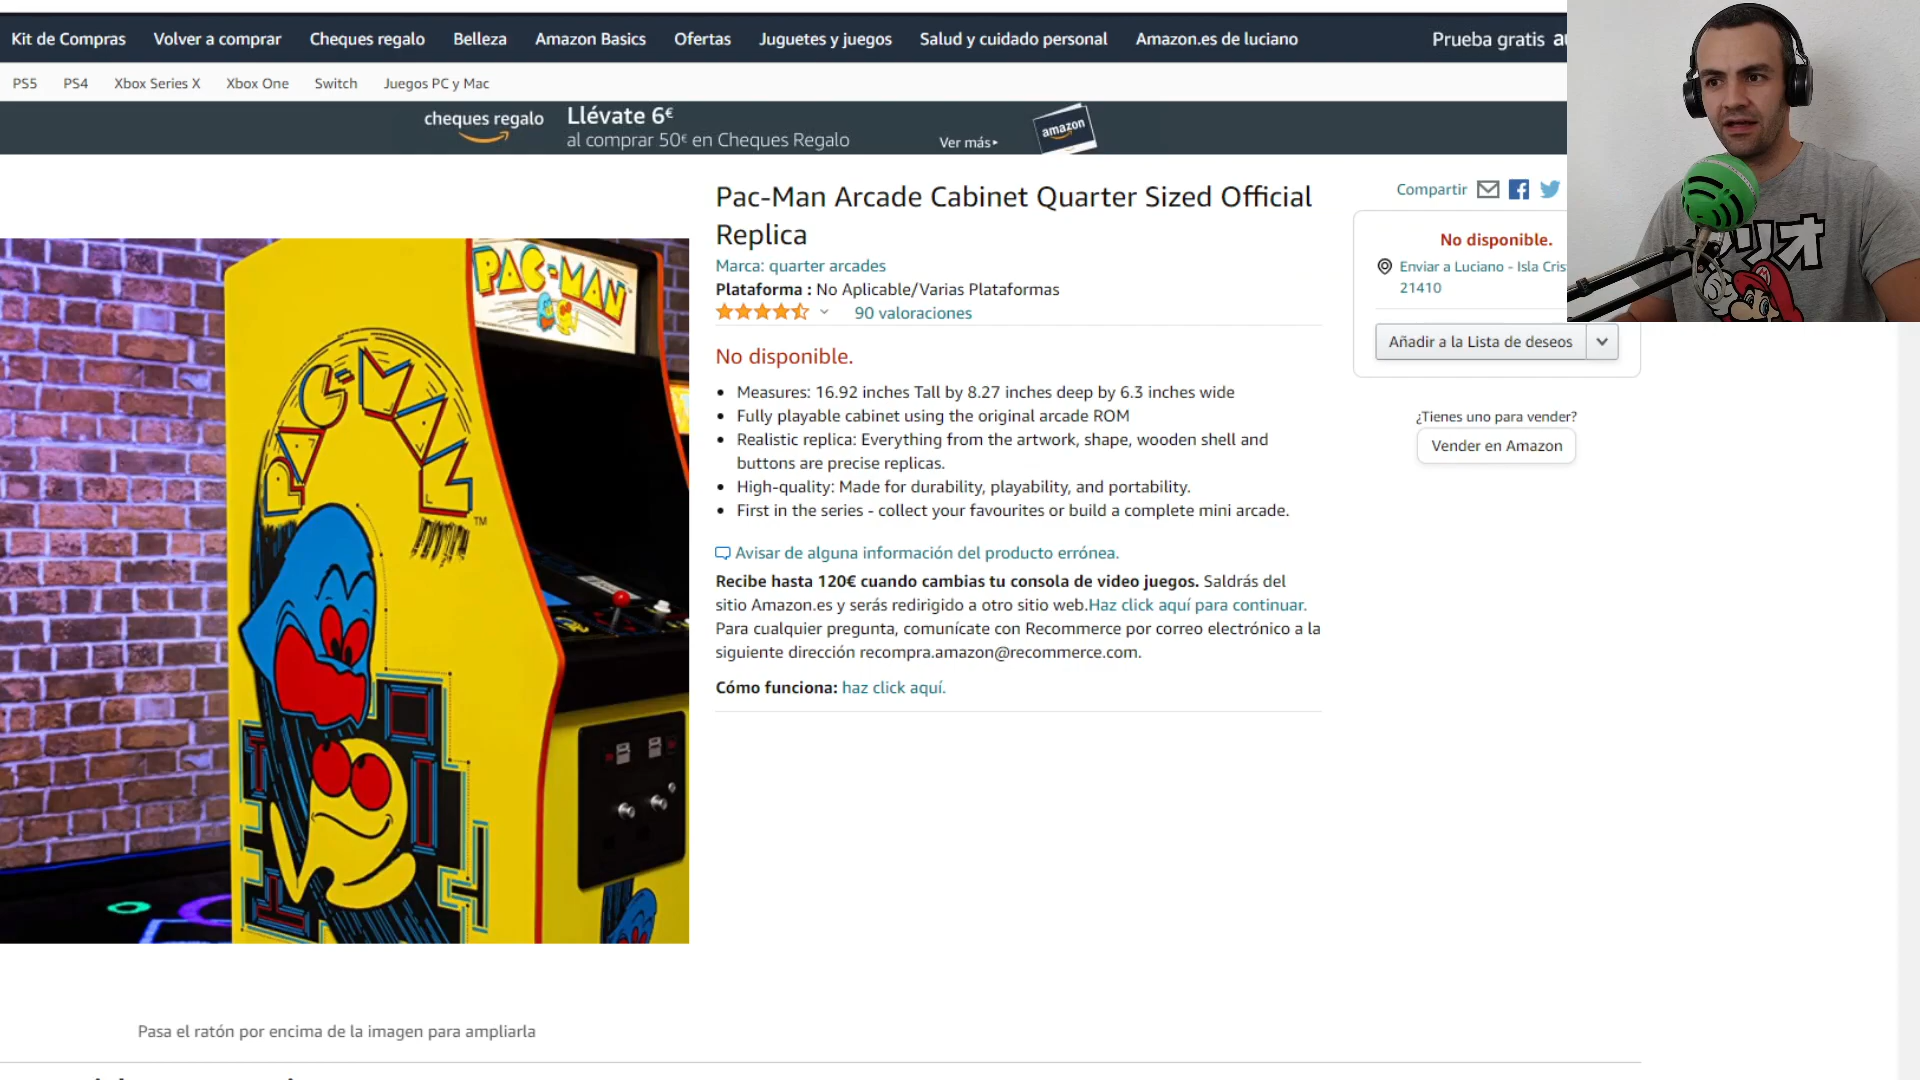 Kit de Compras Volver a comprar Cheques regalo Belleza Amazon Basics Ofertas Juguetes y juegos Salud y cuidado personal Amazon.es de luciano Prueba gratis
PS5 PS4 Xbox Series X Xbox One Switch Juegos PC y Mac
cheques regalo
Llévate 6€
al comprar 50€ en Cheques Regalo
Ver más▸
amazon
Pac-Man Arcade Cabinet Quarter Sized Official
Replica
Marca: quarter arcades
Plataforma : No Aplicable/Varias Plataformas
90 valoraciones
No disponible.
• Measures: 16.92 inches Tall by 8.27 inches deep by 6.3 inches wide
• Fully playable cabinet using the original arcade ROM
• Realistic replica: Everything from the artwork, shape, wooden shell and
buttons are precise replicas.
• High-quality: Made for durability, playability, and portability.
• First in the series - collect your favourites or build a complete mini arcade.
Avisar de alguna información del producto errónea.
Recibe hasta 120€ cuando cambias tu consola de video juegos. Saldrás del
sitio Amazon.es y serás redirigido a otro sitio web.Haz click aquí para continuar.
Para cualquier pregunta, comunícate con Recommerce por correo electrónico a la
siguiente dirección recompra.amazon@recommerce.com.
Cómo funciona: haz click aquí.
Compartir
No disponible.
Enviar a Luciano - Isla Cris
21410
Añadir a la Lista de deseos
¿Tienes uno para vender?
Vender en Amazon
PAC-MAN
PAC-MAN
TM
リオ
Pasa el ratón por encima de la imagen para ampliarla